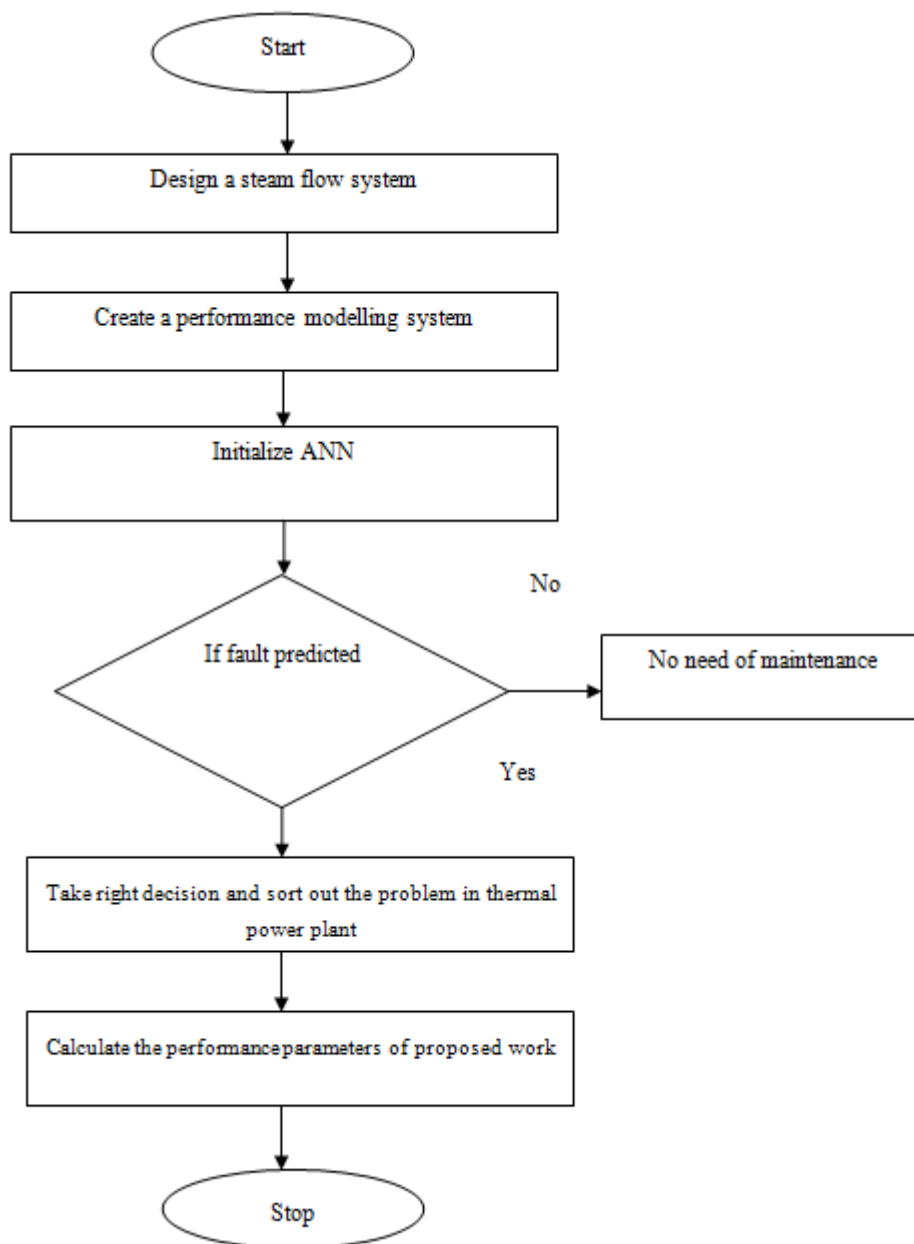 Start
Design a steam flow system
Create a performance modelling system
Initialize ANN
No
If fault predicted
No need of maintenance
Yes
Take right decision and sort out the problem in thermal
power plant
Calculate the performance parameters of proposed work
Stop